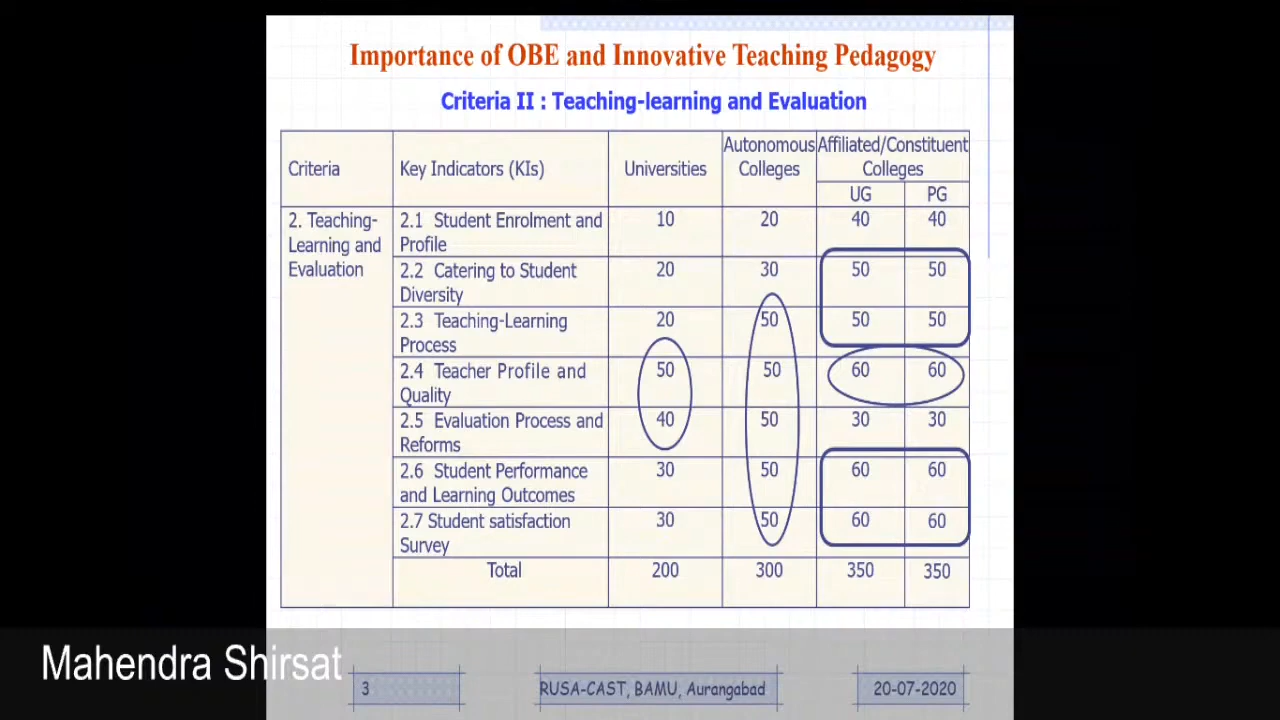 Importance of OBE and Innovative Teaching Pedagogy
Criteria II : Teaching-learning and Evaluation
Criteria Key Indicators (KIs) Universities Autonomous Colleges Affiliated/Constituent Colleges
UG PG
2. Teaching-Learning and Evaluation
2.1 Student Enrolment and Profile 10 20 40 40
2.2 Catering to Student Diversity 20 30 50 50
2.3 Teaching-Learning Process 20 50 50 50
2.4 Teacher Profile and Quality 50 50 60 60
2.5 Evaluation Process and Reforms 40 50 30 30
2.6 Student Performance and Learning Outcomes 30 50 60 60
2.7 Student satisfaction Survey 30 50 60 60
Total 200 300 350 350
Mahendra Shirsat
3 RUSA-CAST, BAMU, Aurangabad 20-07-2020